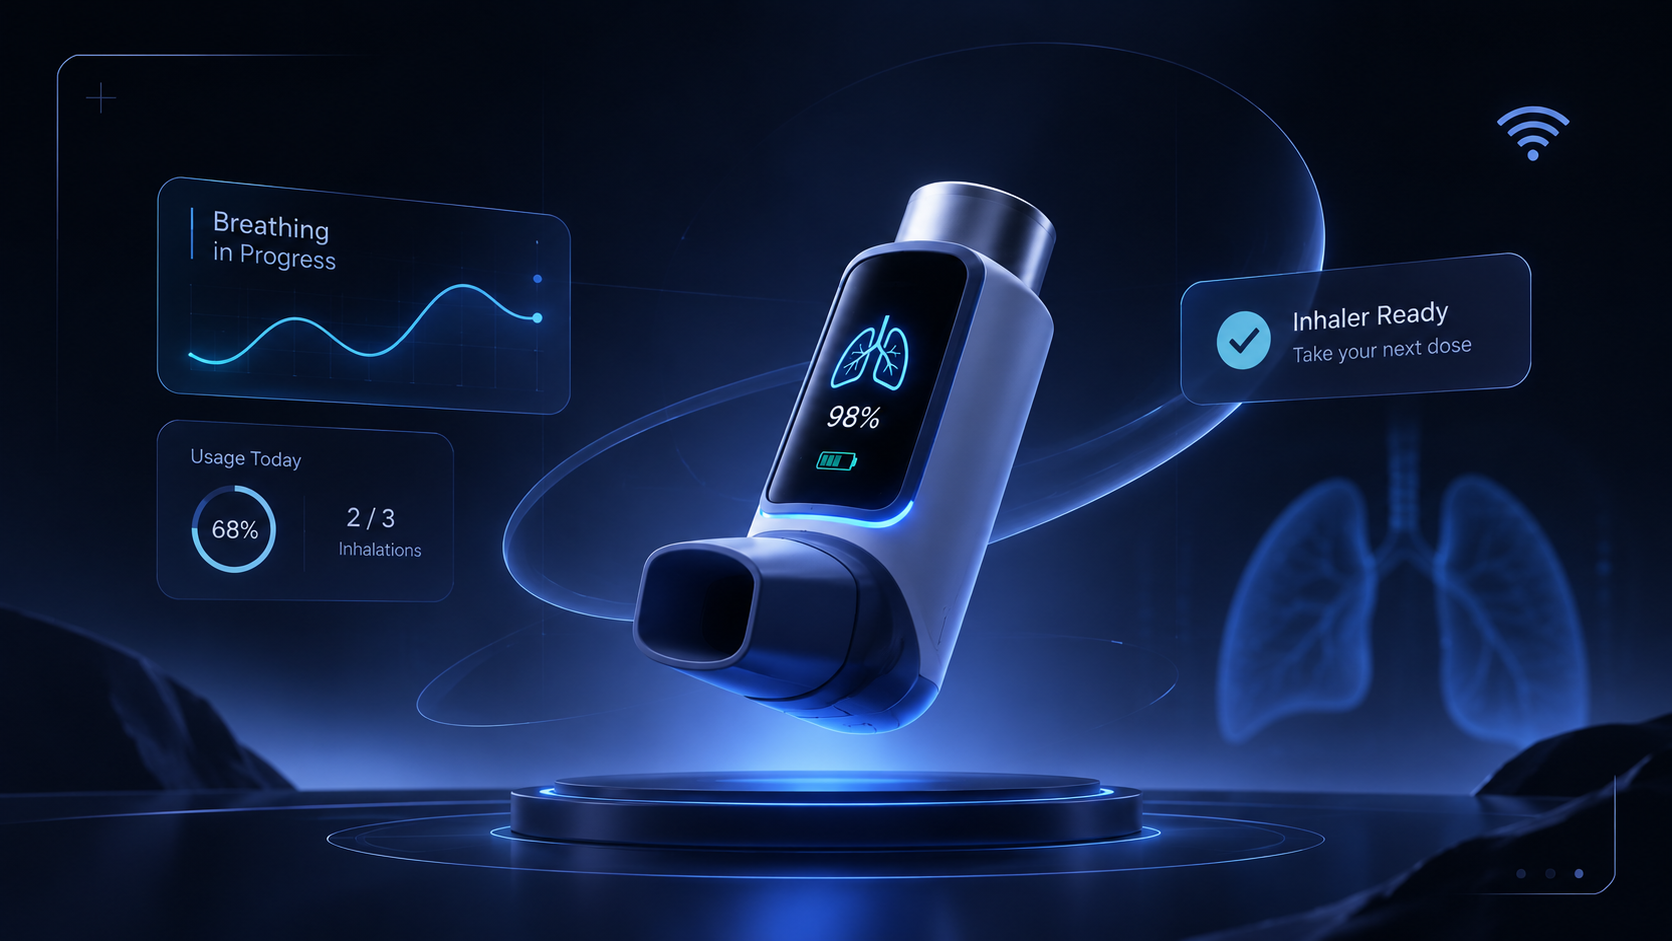 Breathing
in Progress
Usage Today
68%
2 / 3
Inhalations
98%
Inhaler Ready
Take your next dose